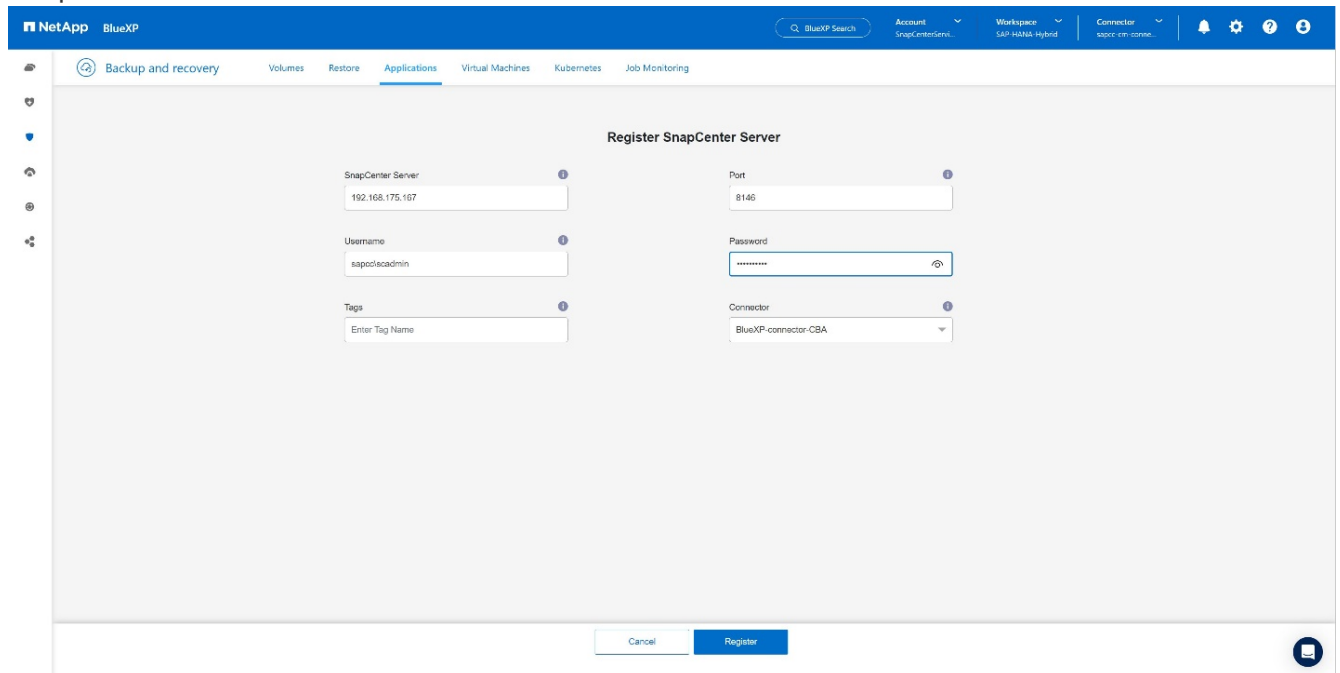 NetApp BlueXP BlueXP Search Account SnapCenterServi... Workspace SAP-HANA-Hybrid Connector sapcc-cm-conne...
Backup and recovery Volumes Restore Applications Virtual Machines Kubernetes Job Monitoring
Register SnapCenter Server
SnapCenter Server Port
192.168.175.167 8146
Username Password
sapcc\scadmin ••••••••••
Tags Connector
Enter Tag Name BlueXP-connector-CBA
Cancel Register